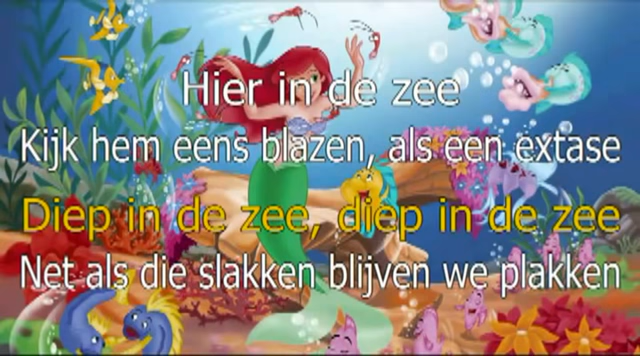 Hier in de zee
Kijk hem eens blazen, als een extase
Diep in de zee, diep in de zee
Net als die slakken blijven we plakken